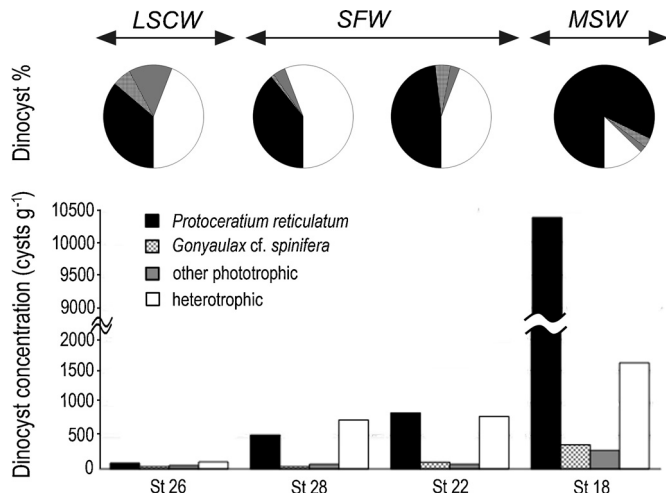 LSCW SFW MSW
Dinocyst %
Dinocyst concentration (cysts g⁻¹)
10500
10000
9500
9000
2000
1500
1000
500
0
Protoceratium reticulatum
Gonyaulax cf. spinifera
other phototrophic
heterotrophic
St 26 St 28 St 22 St 18